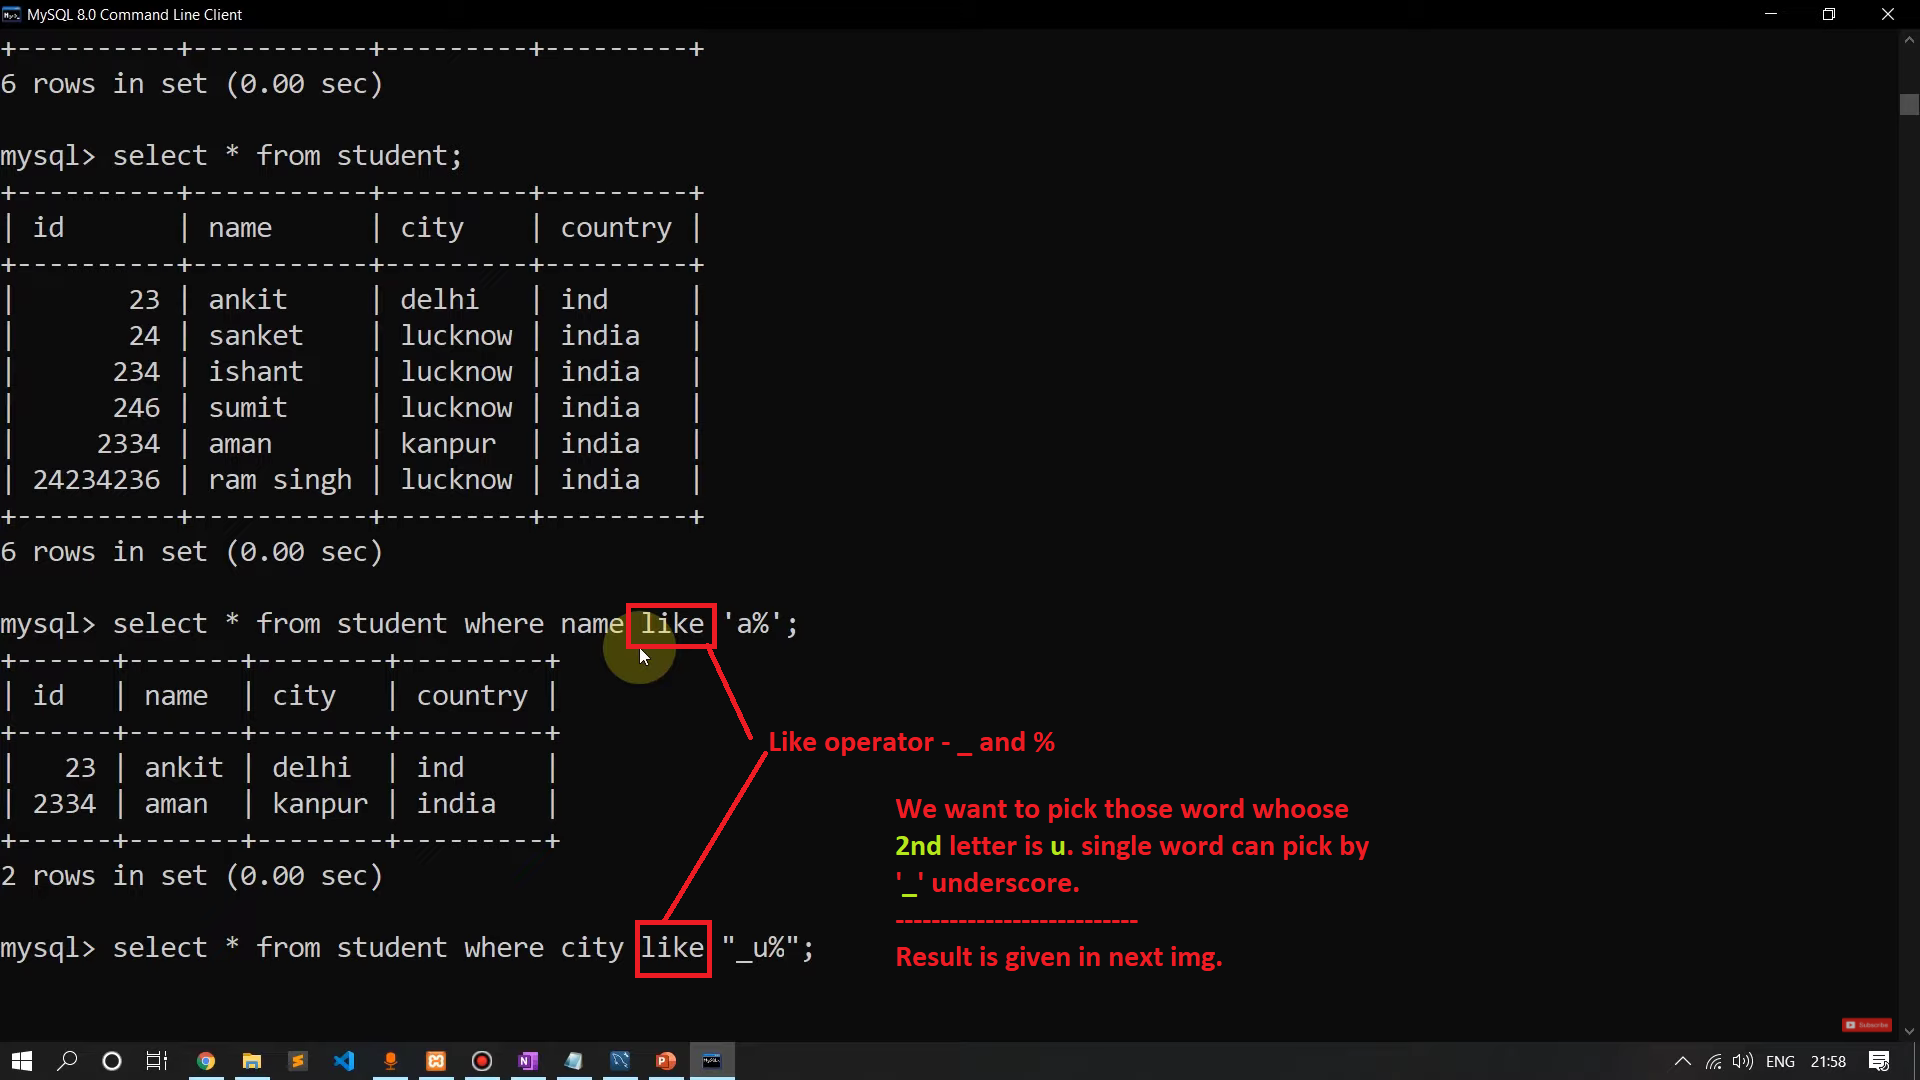 MySQL 8.0 Command Line Client
+----------+-----------+---------+---------+
6 rows in set (0.00 sec)
mysql> select * from student;
+----------+-----------+---------+---------+
| id       | name      | city    | country |
+----------+-----------+---------+---------+
|       23 | ankit     | delhi   | ind     |
|       24 | sanket    | lucknow | india   |
|      234 | ishant    | lucknow | india   |
|      246 | sumit     | lucknow | india   |
|     2334 | aman      | kanpur  | india   |
| 24234236 | ram singh | lucknow | india   |
+----------+-----------+---------+---------+
6 rows in set (0.00 sec)
mysql> select * from student where name like 'a%';
+------+-------+--------+---------+
| id   | name  | city   | country |
+------+-------+--------+---------+
|   23 | ankit | delhi  | ind     |
| 2334 | aman  | kanpur | india   |
+------+-------+--------+---------+
2 rows in set (0.00 sec)
mysql> select * from student where city like "_u%";
Like operator - _ and %
We want to pick those word whoose
2nd letter is u. single word can pick by
'_' underscore.
---------------------------
Result is given in next img.
Subscribe
ENG
21:58